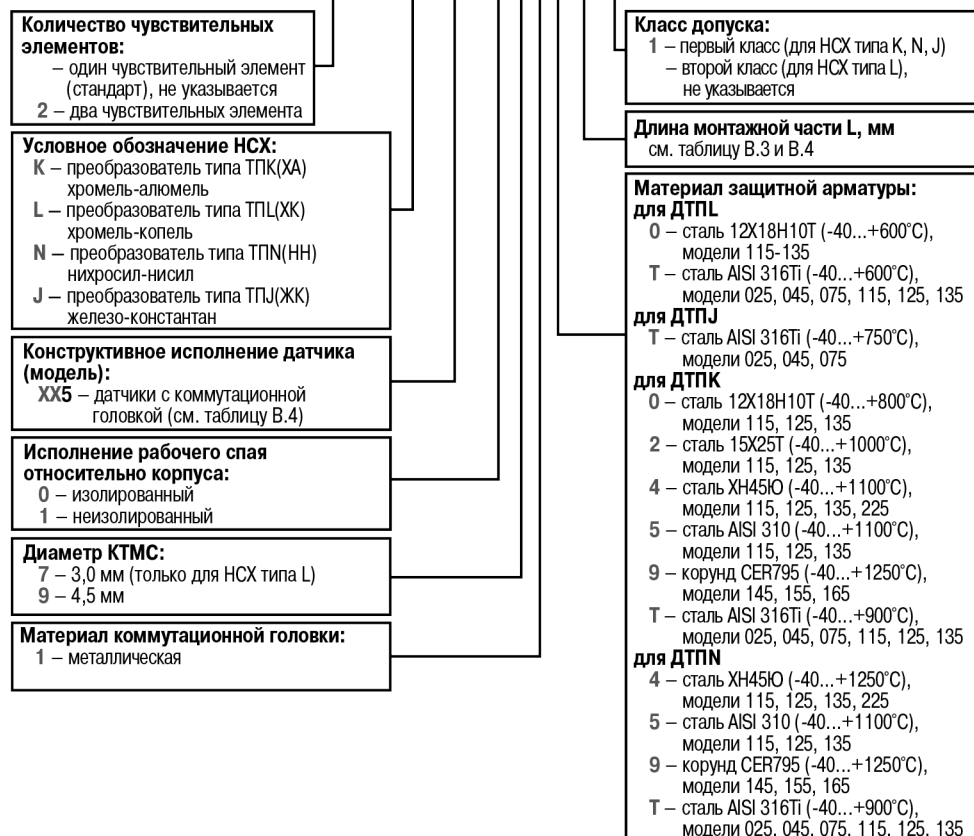 Количество чувствительных
элементов:
– один чувствительный элемент
(стандарт), не указывается
2 – два чувствительных элемента
Условное обозначение НСХ:
K – преобразователь типа ТПК(ХА)
хромель-алюмель
L – преобразователь типа ТПL(ХК)
хромель-копель
N – преобразователь типа ТПN(НН)
нихросил-нисил
J – преобразователь типа ТПJ(ЖК)
железо-константан
Конструктивное исполнение датчика
(модель):
XX5 – датчики с коммутационной
головкой (см. таблицу В.4)
Исполнение рабочего спая
относительно корпуса:
0 – изолированный
1 – неизолированный
Диаметр КТМС:
7 – 3,0 мм (только для НСХ типа L)
9 – 4,5 мм
Материал коммутационной головки:
1 – металлическая
Класс допуска:
1 – первый класс (для НСХ типа K, N, J)
– второй класс (для НСХ типа L),
не указывается
Длина монтажной части L, мм
см. таблицу В.3 и В.4
Материал защитной арматуры:
для ДТПL
0 – сталь 12Х18Н10Т (-40...+600°С),
модели 115-135
T – сталь AISI 316Ti (-40...+600°С),
модели 025, 045, 075, 115, 125, 135
для ДТПJ
T – сталь AISI 316Ti (-40...+750°С),
модели 025, 045, 075
для ДТПK
0 – сталь 12Х18Н10Т (-40...+800°С),
модели 115, 125, 135
2 – сталь 15Х25Т (-40...+1000°С),
модели 115, 125, 135
4 – сталь ХН45Ю (-40...+1100°С),
модели 115, 125, 135, 225
5 – сталь AISI 310 (-40...+1100°С),
модели 115, 125, 135
9 – корунд CER795 (-40...+1250°С),
модели 145, 155, 165
T – сталь AISI 316Ti (-40...+900°С),
модели 025, 045, 075, 115, 125, 135
для ДТПN
4 – сталь ХН45Ю (-40...+1250°С),
модели 115, 125, 135, 225
5 – сталь AISI 310 (-40...+1100°С),
модели 115, 125, 135
9 – корунд CER795 (-40...+1250°С),
модели 145, 155, 165
T – сталь AISI 316Ti (-40...+900°С),
модели 025, 045, 075, 115, 125, 135